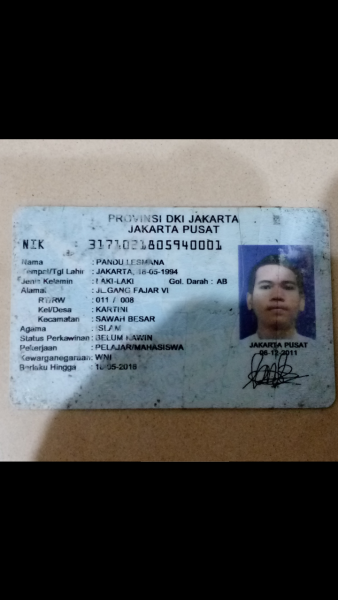 PROVINSI DKI JAKARTA
JAKARTA PUSAT
NIK : 3171021805940001
Nama : PANDU LESMANA
Tempat/Tgl Lahir : JAKARTA, 18-05-1994
Jenis Kelamin : LAKI-LAKI Gol. Darah : AB
Alamat : JL.GANG FAJAR VI
RT/RW : 011 / 008
Kel/Desa : KARTINI
Kecamatan : SAWAH BESAR
Agama : ISLAM
Status Perkawinan : BELUM KAWIN
Pekerjaan : PELAJAR/MAHASISWA
Kewarganegaraan : WNI
Berlaku Hingga : 18-05-2016
JAKARTA PUSAT
06-12-2011